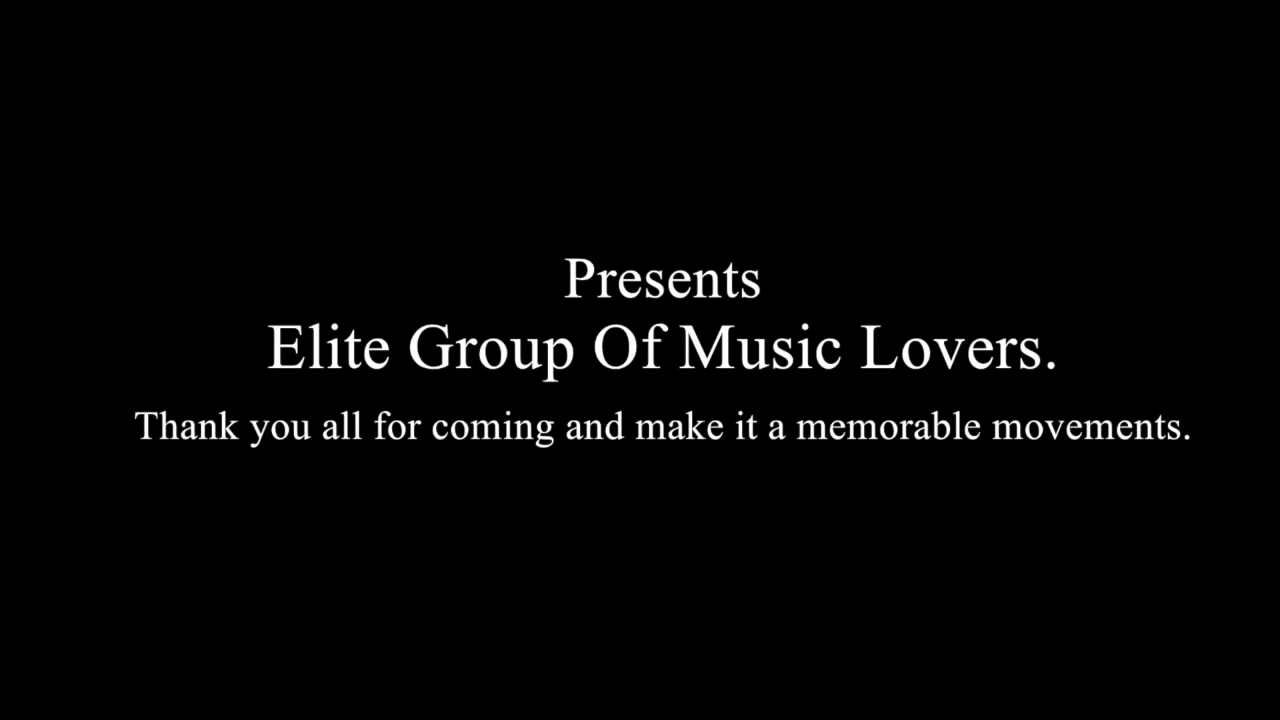 Presents
Elite Group Of Music Lovers.
Thank you all for coming and make it a memorable movements.